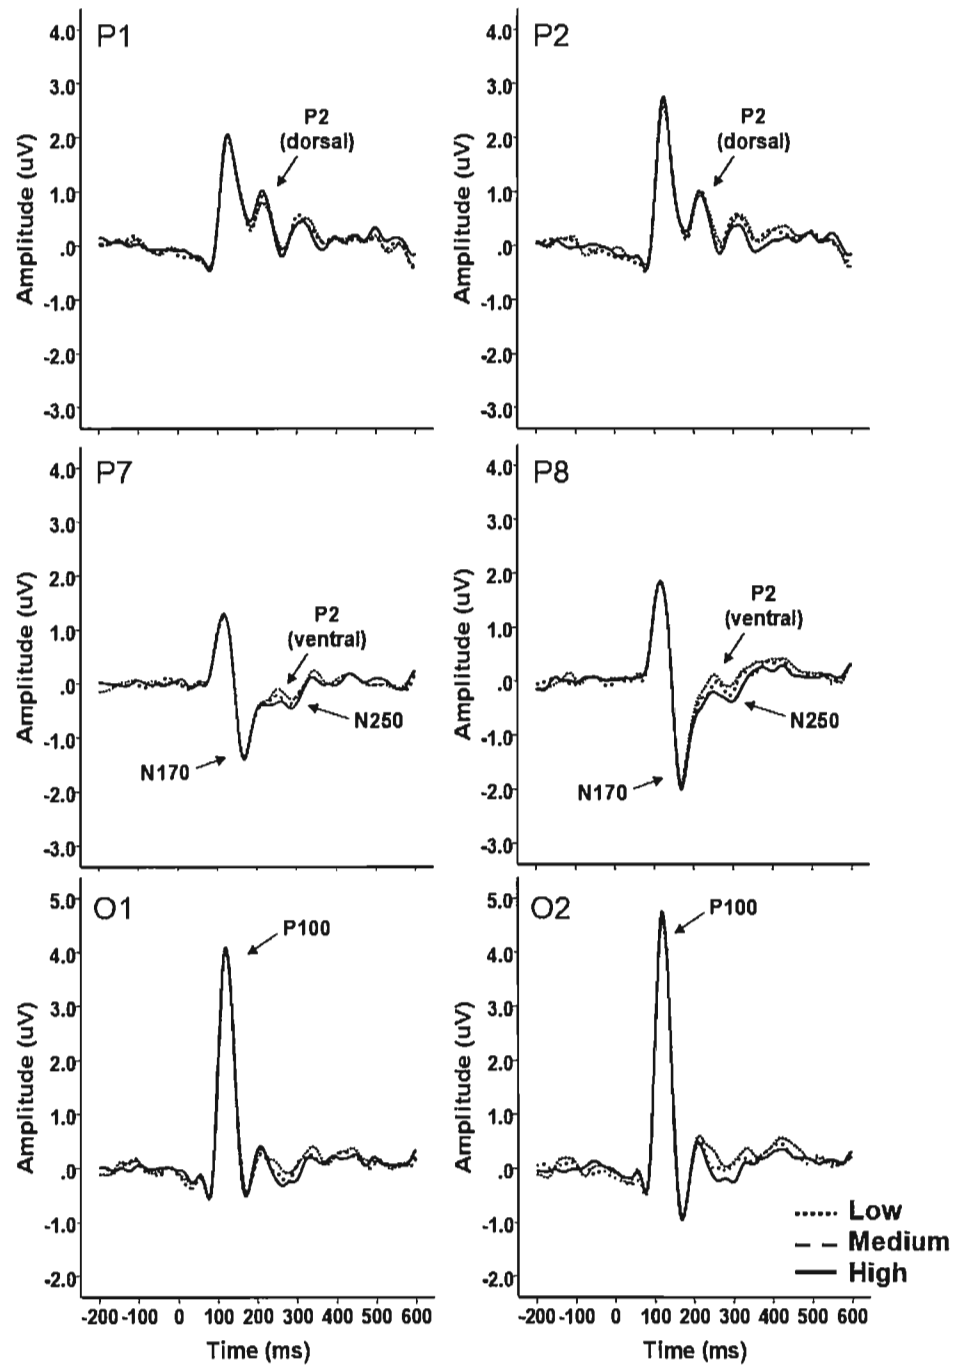 P1
4.0
3.0
2.0
1.0
.0
-1.0
-2.0
-3.0
Amplitude (uV)
P2
(dorsal)
P2
4.0
3.0
2.0
1.0
.0
-1.0
-2.0
-3.0
Amplitude (uV)
P2
(dorsal)
P7
4.0
3.0
2.0
1.0
.0
-1.0
-2.0
-3.0
Amplitude (uV)
P2
(ventral)
N250
N170
P8
4.0
3.0
2.0
1.0
.0
-1.0
-2.0
-3.0
Amplitude (uV)
P2
(ventral)
N250
N170
O1
5.0
4.0
3.0
2.0
1.0
.0
-1.0
-2.0
Amplitude (uV)
P100
-200 -100 0 100 200 300 400 500 600
Time (ms)
O2
5.0
4.0
3.0
2.0
1.0
.0
-1.0
-2.0
Amplitude (uV)
P100
Low
Medium
High
-200 -100 0 100 200 300 400 500 600
Time (ms)